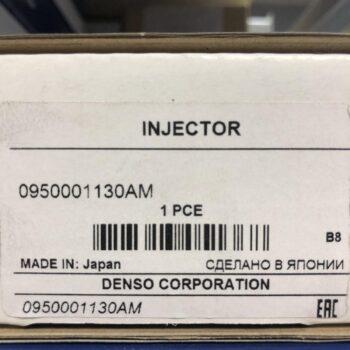 INJECTOR
0950001130AM
1 PCE
B8
MADE IN: Japan СДЕЛАНО В ЯПОНИИ
DENSO CORPORATION
0950001130AM EAC